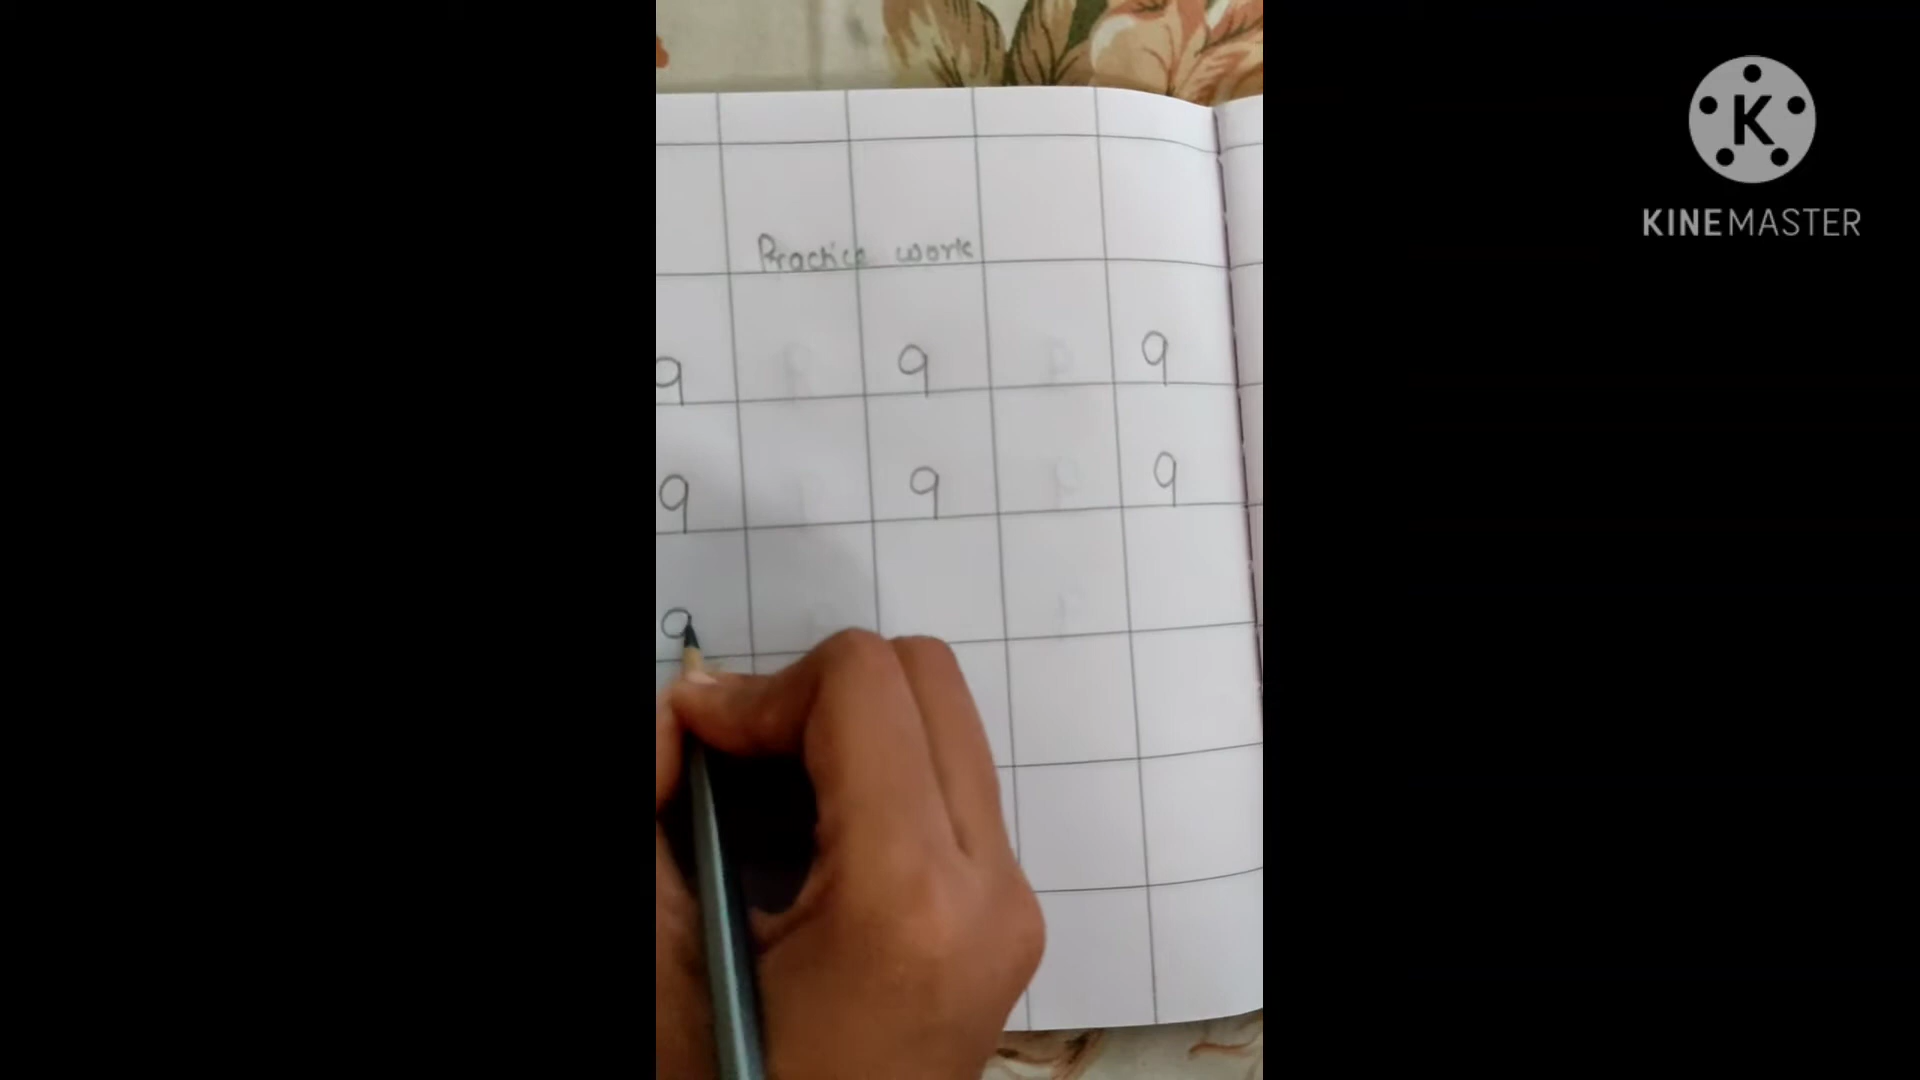 Practice work
9 9 9
9 9 9
9
K
KINEMASTER